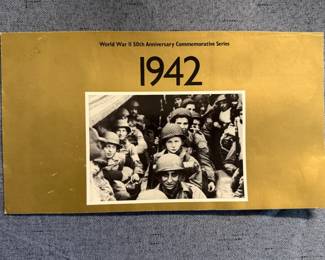 World War II 50th Anniversary Commemorative Series
1942